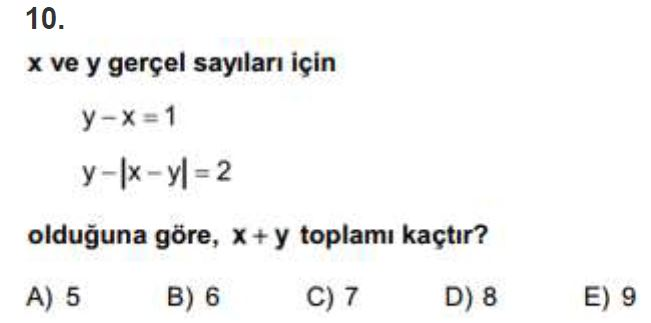 10.
x ve y gerçel sayıları için
y – x = 1
y – |x – y| = 2
olduğuna göre, x + y toplamı kaçtır?
A) 5 B) 6 C) 7 D) 8 E) 9